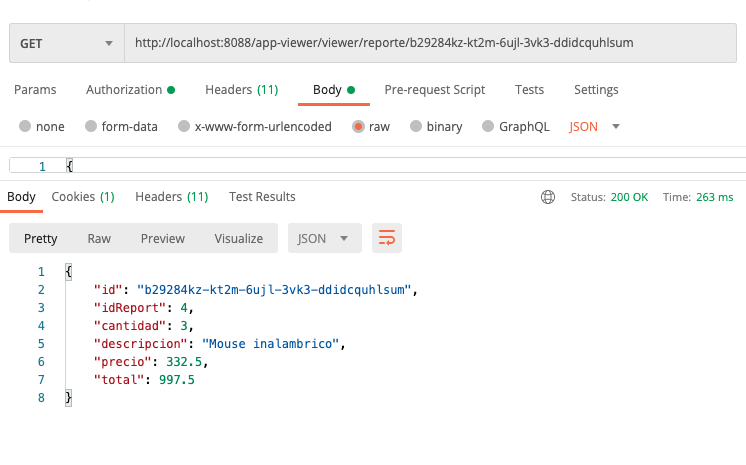 GET http://localhost:8088/app-viewer/viewer/reporte/b29284kz-kt2m-6ujl-3vk3-ddidcquhlsum
Params Authorization Headers (11) Body Pre-request Script Tests Settings
none form-data x-www-form-urlencoded raw binary GraphQL JSON
1 {
Body Cookies (1) Headers (11) Test Results Status: 200 OK Time: 263 ms
Pretty Raw Preview Visualize JSON
1 {
2 "id": "b29284kz-kt2m-6ujl-3vk3-ddidcquhlsum",
3 "idReport": 4,
4 "cantidad": 3,
5 "descripcion": "Mouse inalambrico",
6 "precio": 332.5,
7 "total": 997.5
8 }